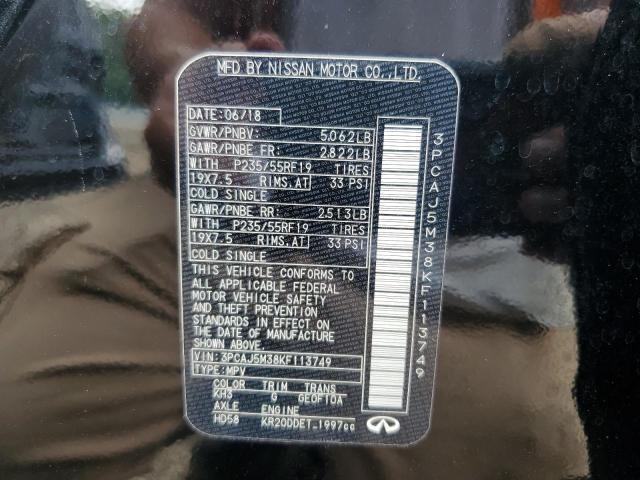 MFD BY NISSAN MOTOR CO.,LTD.
DATE: 06/18
GVWR/PNBV: 5,062LB
GAWR/PNBE FR: 2,822LB
WITH P235/55RF19 TIRES
19X7.5 RIMS,AT 33 PSI
COLD SINGLE
GAWR/PNBE RR: 2,513LB
WITH P235/55RF19 TIRES
19X7.5 RIMS,AT 33 PSI
COLD SINGLE
THIS VEHICLE CONFORMS TO
ALL APPLICABLE FEDERAL
MOTOR VEHICLE SAFETY
AND THEFT PREVENTION
STANDARDS IN EFFECT ON
THE DATE OF MANUFACTURE
SHOWN ABOVE.
VIN: 3PCAJ5M38KF113749
TYPE: MPV
COLOR TRIM TRANS
KH3 G GEOF10A
AXLE ENGINE
HD58 KR20DDET,1997cc
3PCAJ5M38KF113749